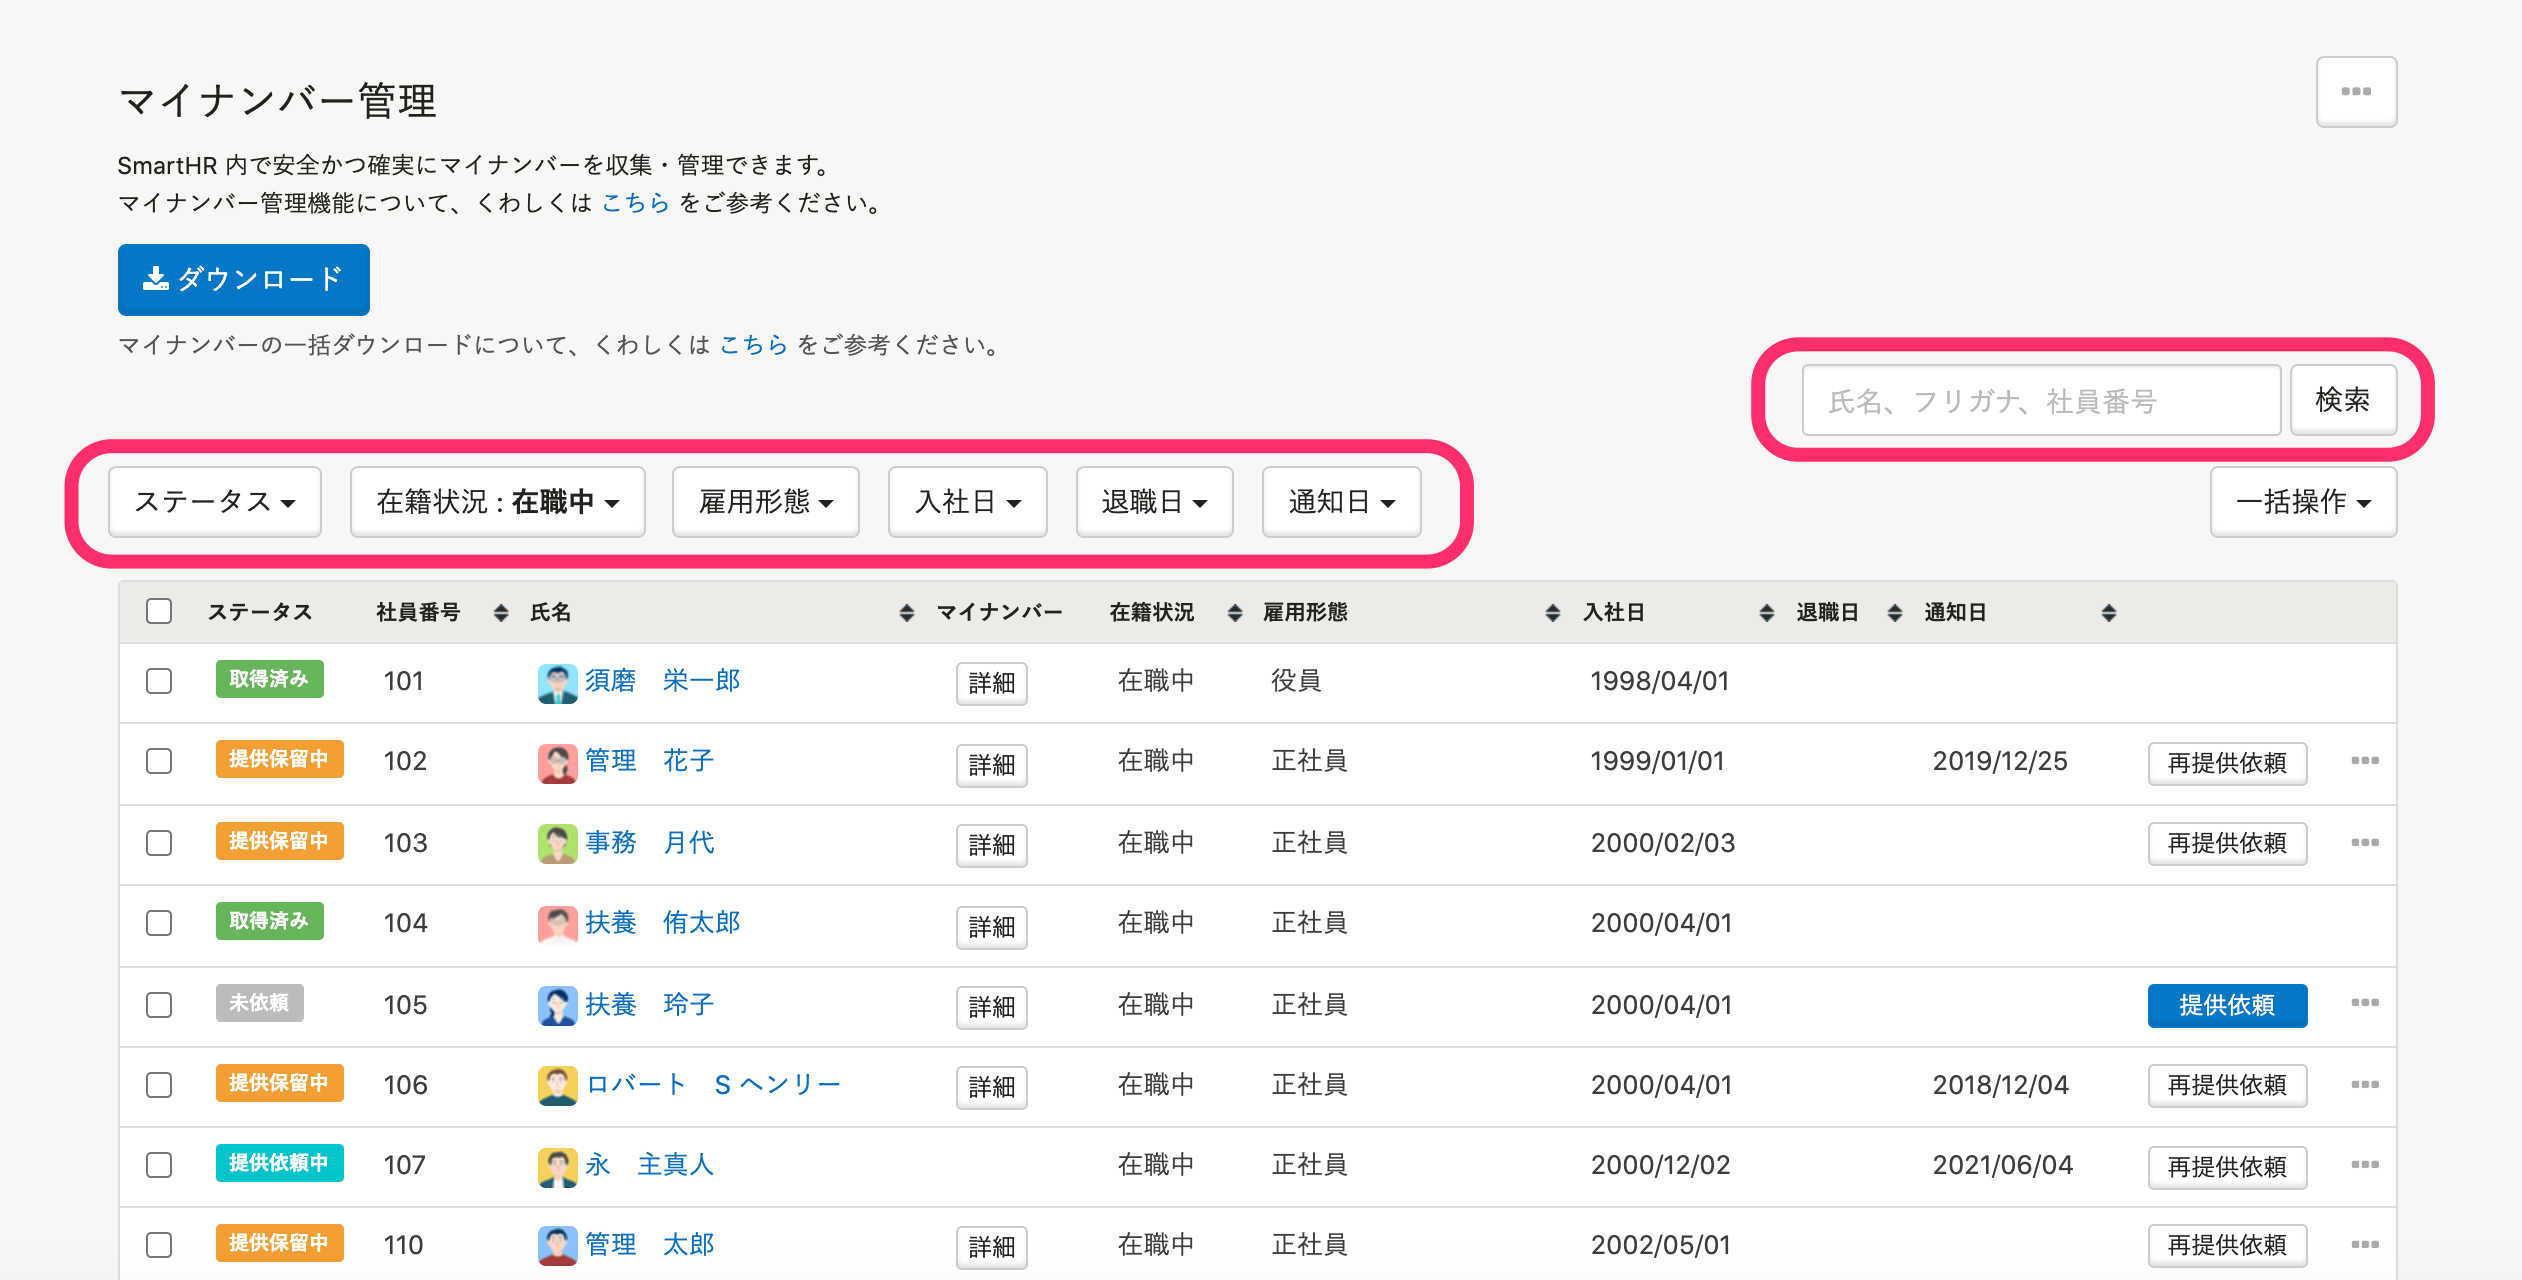 マイナンバー管理
SmartHR 内で安全かつ確実にマイナンバーを収集・管理できます。
マイナンバー管理機能について、くわしくは こちら をご参考ください。
ダウンロード
マイナンバーの一括ダウンロードについて、くわしくは こちら をご参考ください。
氏名、フリガナ、社員番号 検索
ステータス 在籍状況 : 在職中 雇用形態 入社日 退職日 通知日 一括操作
ステータス 社員番号 氏名 マイナンバー 在籍状況 雇用形態 入社日 退職日 通知日
取得済み 101 須磨　栄一郎 詳細 在職中 役員 1998/04/01
提供保留中 102 管理　花子 詳細 在職中 正社員 1999/01/01 2019/12/25 再提供依頼
提供保留中 103 事務　月代 詳細 在職中 正社員 2000/02/03 再提供依頼
取得済み 104 扶養　侑太郎 詳細 在職中 正社員 2000/04/01
未依頼 105 扶養　玲子 詳細 在職中 正社員 2000/04/01 提供依頼
提供保留中 106 ロバート　S ヘンリー 詳細 在職中 正社員 2000/04/01 2018/12/04 再提供依頼
提供依頼中 107 永　主真人 在職中 正社員 2000/12/02 2021/06/04 再提供依頼
提供保留中 110 管理　太郎 詳細 在職中 正社員 2002/05/01 再提供依頼